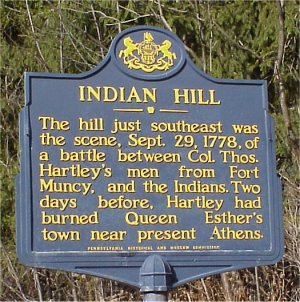 INDIAN HILL
The hill just southeast was
the scene, Sept. 29, 1778, of
a battle between Col. Thos.
Hartley's men from Fort
Muncy, and the Indians. Two
days before, Hartley had
burned Queen Esther's
town near present Athens.
PENNSYLVANIA HISTORICAL AND MUSEUM COMMISSION